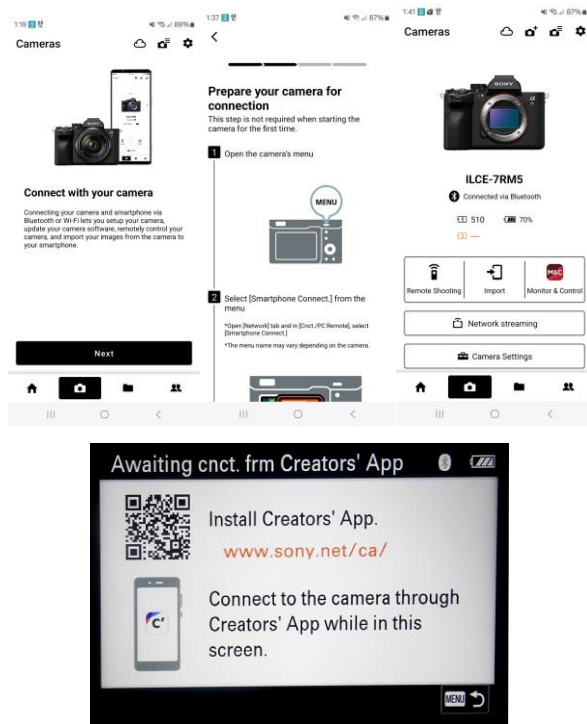 1:19
88%
Cameras
Connect with your camera
Connecting your camera and smartphone via
Bluetooth or Wi-Fi lets you setup your camera,
update your camera software, remotely control your
camera, and import your images from the camera to
your smartphone.
Next
1:37
87%
Prepare your camera for
connection
This step is not required when starting the
camera for the first time.
1 Open the camera's menu
MENU
2 Select [Smartphone Connect.] from the
menu
*Open [Network] tab and in [Cnct./PC Remote], select
[Smartphone Connect.]
*The menu name may vary depending on the camera.
1:41
87%
Cameras
SONY
ILCE-7RM5
Connected via Bluetooth
1 510 70%
2 —
M&C
Remote Shooting
Import
Monitor & Control
Network streaming
Camera Settings
Awaiting cnct. frm Creators' App
Install Creators' App.
www.sony.net/ca/
C'
Connect to the camera through
Creators' App while in this
screen.
MENU